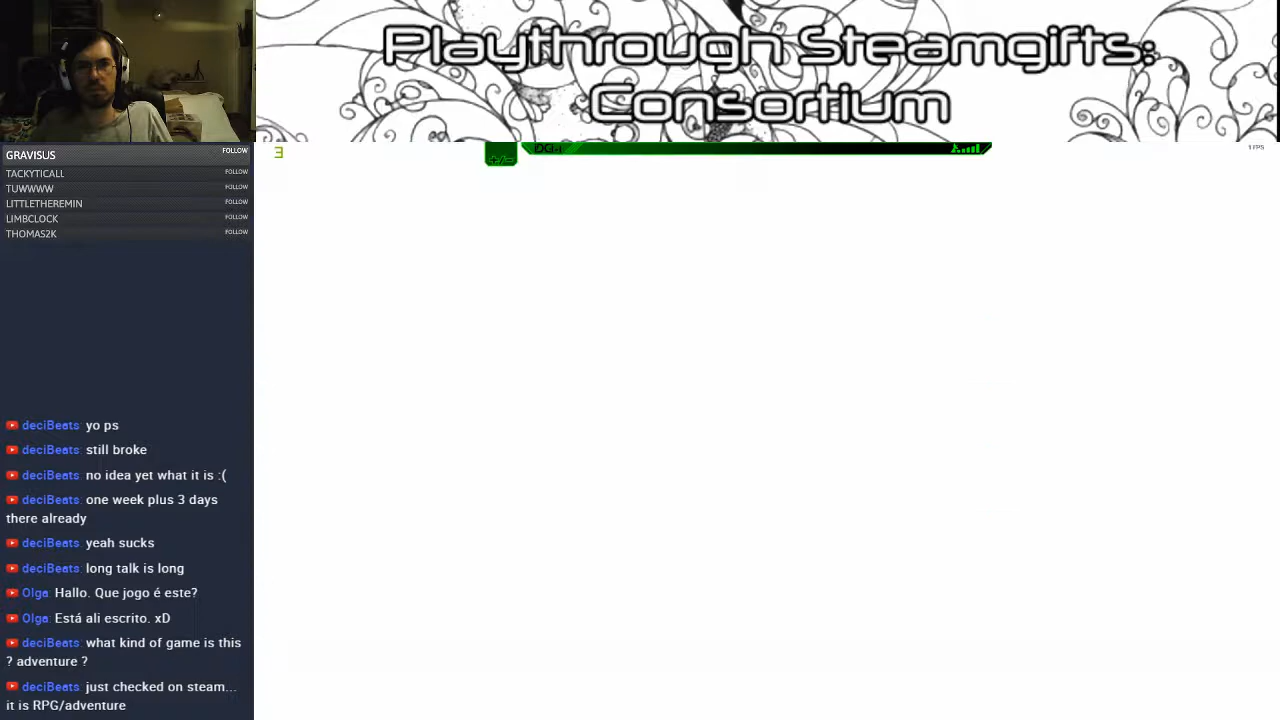 Playthrough Steamgifts:
Consortium
GRAVISUS FOLLOW
TACKYTICALL FOLLOW
TUWWWW FOLLOW
LITTLETHEREMIN FOLLOW
LIMBCLOCK FOLLOW
THOMAS2K FOLLOW
3
+/-
1 FPS
deciBeats: yo ps
deciBeats: still broke
deciBeats: no idea yet what it is :(
deciBeats: one week plus 3 days
there already
deciBeats: yeah sucks
deciBeats: long talk is long
Olga: Hallo. Que jogo é este?
Olga: Está ali escrito. xD
deciBeats: what kind of game is this
? adventure ?
deciBeats: just checked on steam...
it is RPG/adventure